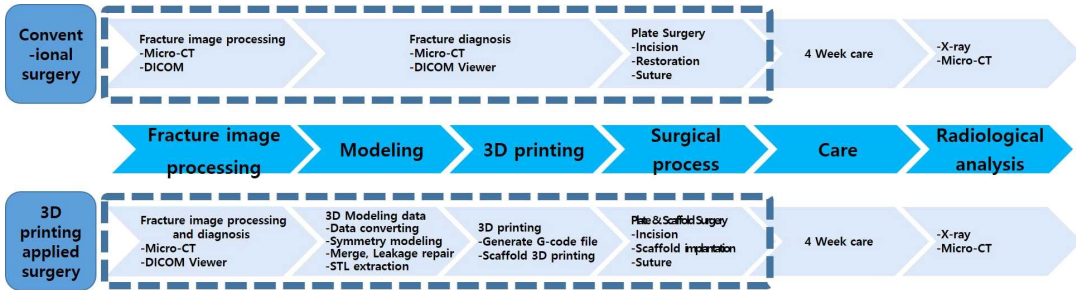 Convent
-ional
surgery
Fracture image processing
-Micro-CT
-DICOM
Fracture diagnosis
-Micro-CT
-DICOM Viewer
Plate Surgery
-Incision
-Restoration
-Suture
4 Week care
-X-ray
-Micro-CT
Fracture image
processing
Modeling
3D printing
Surgical
process
Care
Radiological
analysis
3D
printing
applied
surgery
Fracture image processing
and diagnosis
-Micro-CT
-DICOM Viewer
3D Modeling data
-Data converting
-Symmetry modeling
-Merge, Leakage repair
-STL extraction
3D printing
-Generate G-code file
-Scaffold 3D printing
Plate & Scaffold Surgery
-Incision
-Scaffold implantation
-Suture
4 Week care
-X-ray
-Micro-CT